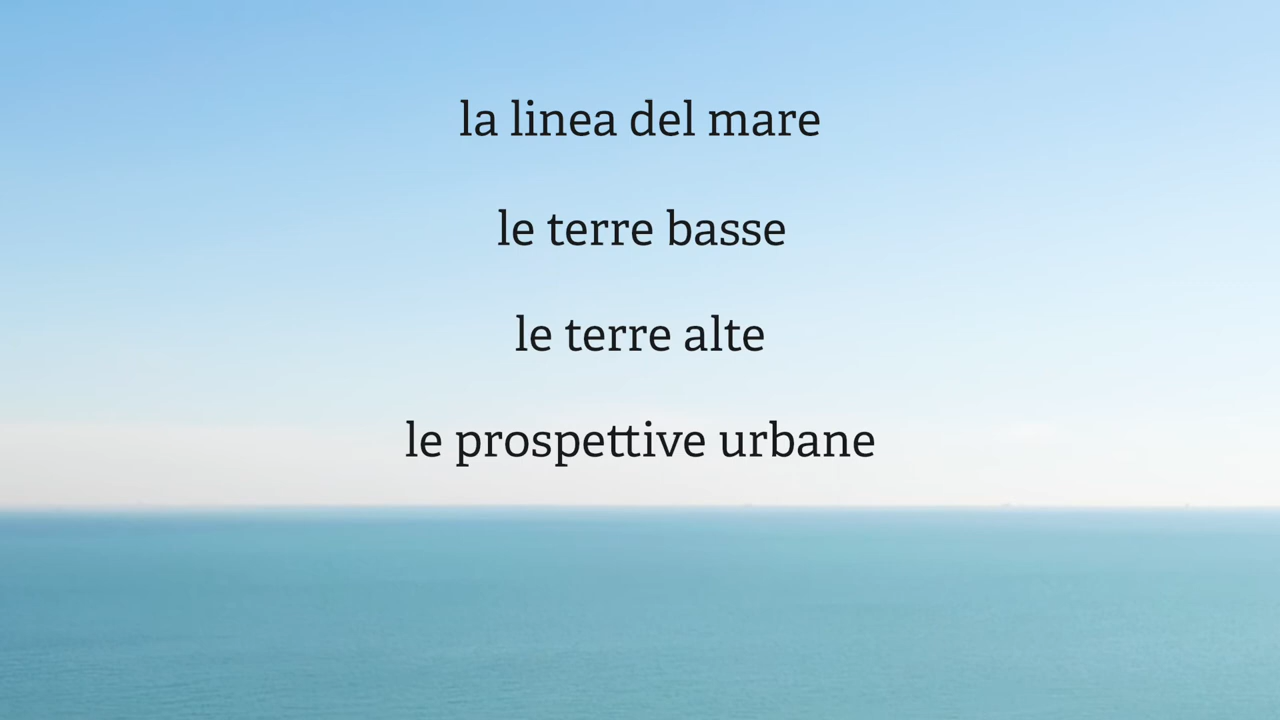 la linea del mare
le terre basse
le terre alte
le prospettive urbane